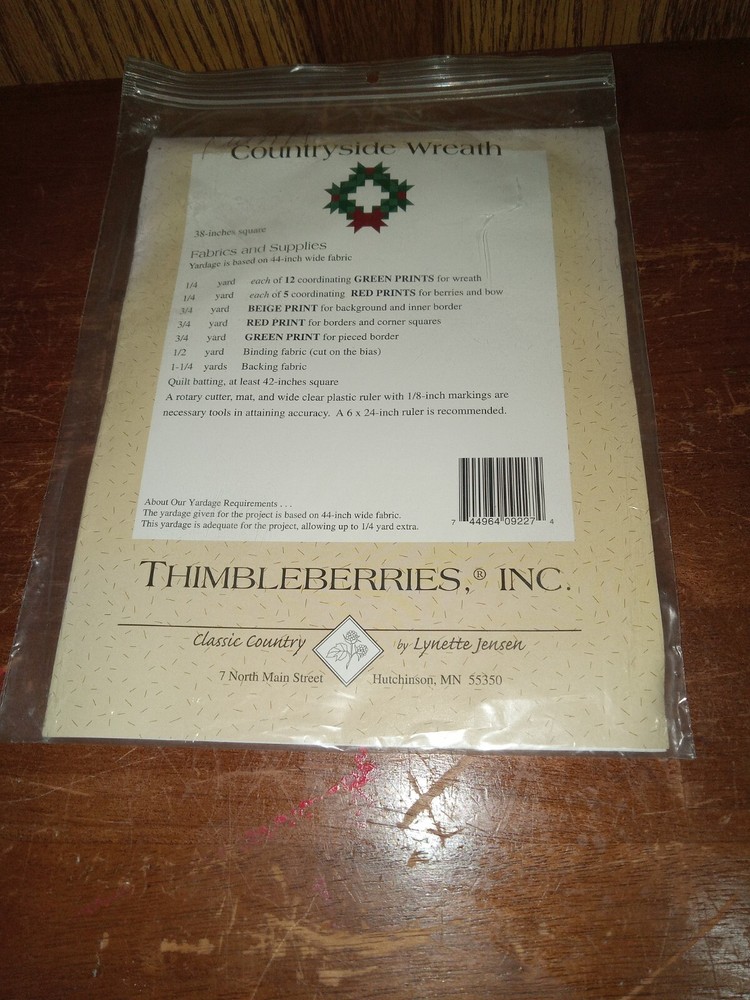 Countryside Wreath
38-inches square
Fabrics and Supplies
Yardage is based on 44-inch wide fabric
1/4 yard each of 12 coordinating GREEN PRINTS for wreath
1/4 yard each of 5 coordinating RED PRINTS for berries and bow
3/4 yard BEIGE PRINT for background and inner border
3/4 yard RED PRINT for borders and corner squares
3/4 yard GREEN PRINT for pieced border
1/2 yard Binding fabric (cut on the bias)
1-1/4 yards Backing fabric
Quilt batting, at least 42-inches square
A rotary cutter, mat, and wide clear plastic ruler with 1/8-inch markings are
necessary tools in attaining accuracy. A 6 x 24-inch ruler is recommended.
About Our Yardage Requirements . . .
The yardage given for the project is based on 44-inch wide fabric.
This yardage is adequate for the project, allowing up to 1/4 yard extra.
7 44964 09227 4
THIMBLEBERRIES,® INC.
Classic Country by Lynette Jensen
7 North Main Street Hutchinson, MN 55350